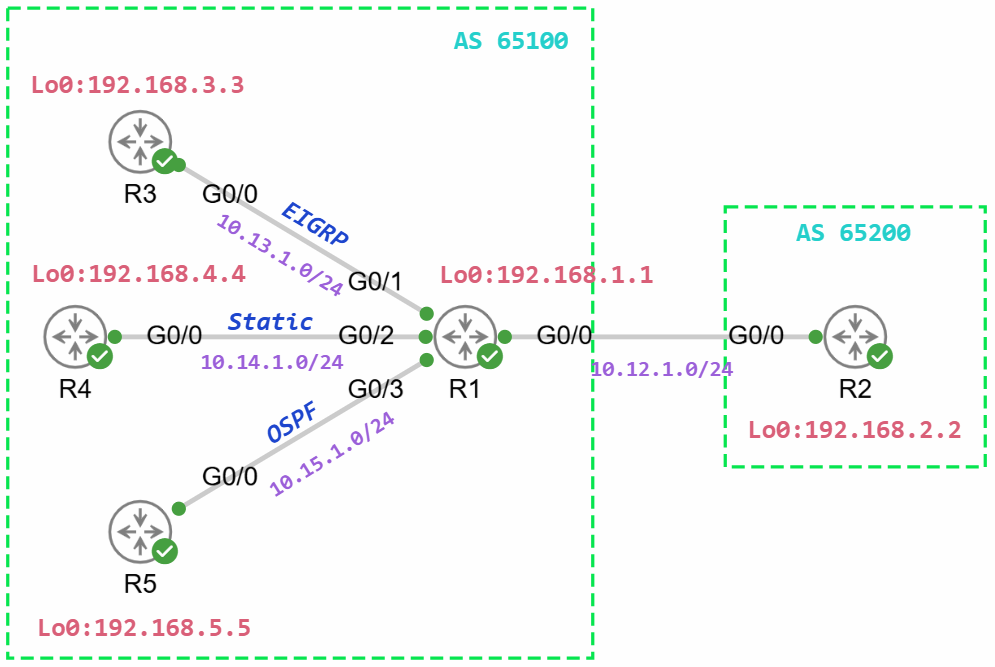 AS 65100
Lo0:192.168.3.3
R3
G0/0
EIGRP
10.13.1.0/24
G0/1
Lo0:192.168.4.4
Lo0:192.168.1.1
AS 65200
G0/0
Static
G0/2
10.14.1.0/24
R4
R1
G0/0
G0/0
10.12.1.0/24
R2
Lo0:192.168.2.2
G0/3
OSPF
10.15.1.0/24
G0/0
R5
Lo0:192.168.5.5